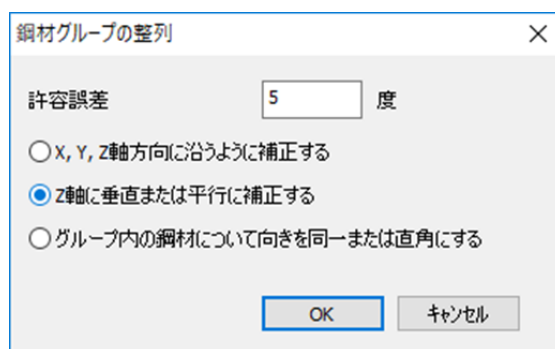 鋼材グループの整列
許容誤差 5 度
X, Y, Z軸方向に沿うように補正する
Z軸に垂直または平行に補正する
グループ内の鋼材について向きを同一または直角にする
OK キャンセル